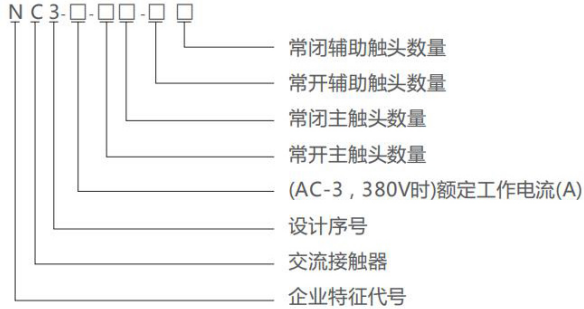 NC3-□-□□-□□
常闭辅助触头数量
常开辅助触头数量
常闭主触头数量
常开主触头数量
(AC-3，380V时)额定工作电流(A)
设计序号
交流接触器
企业特征代号